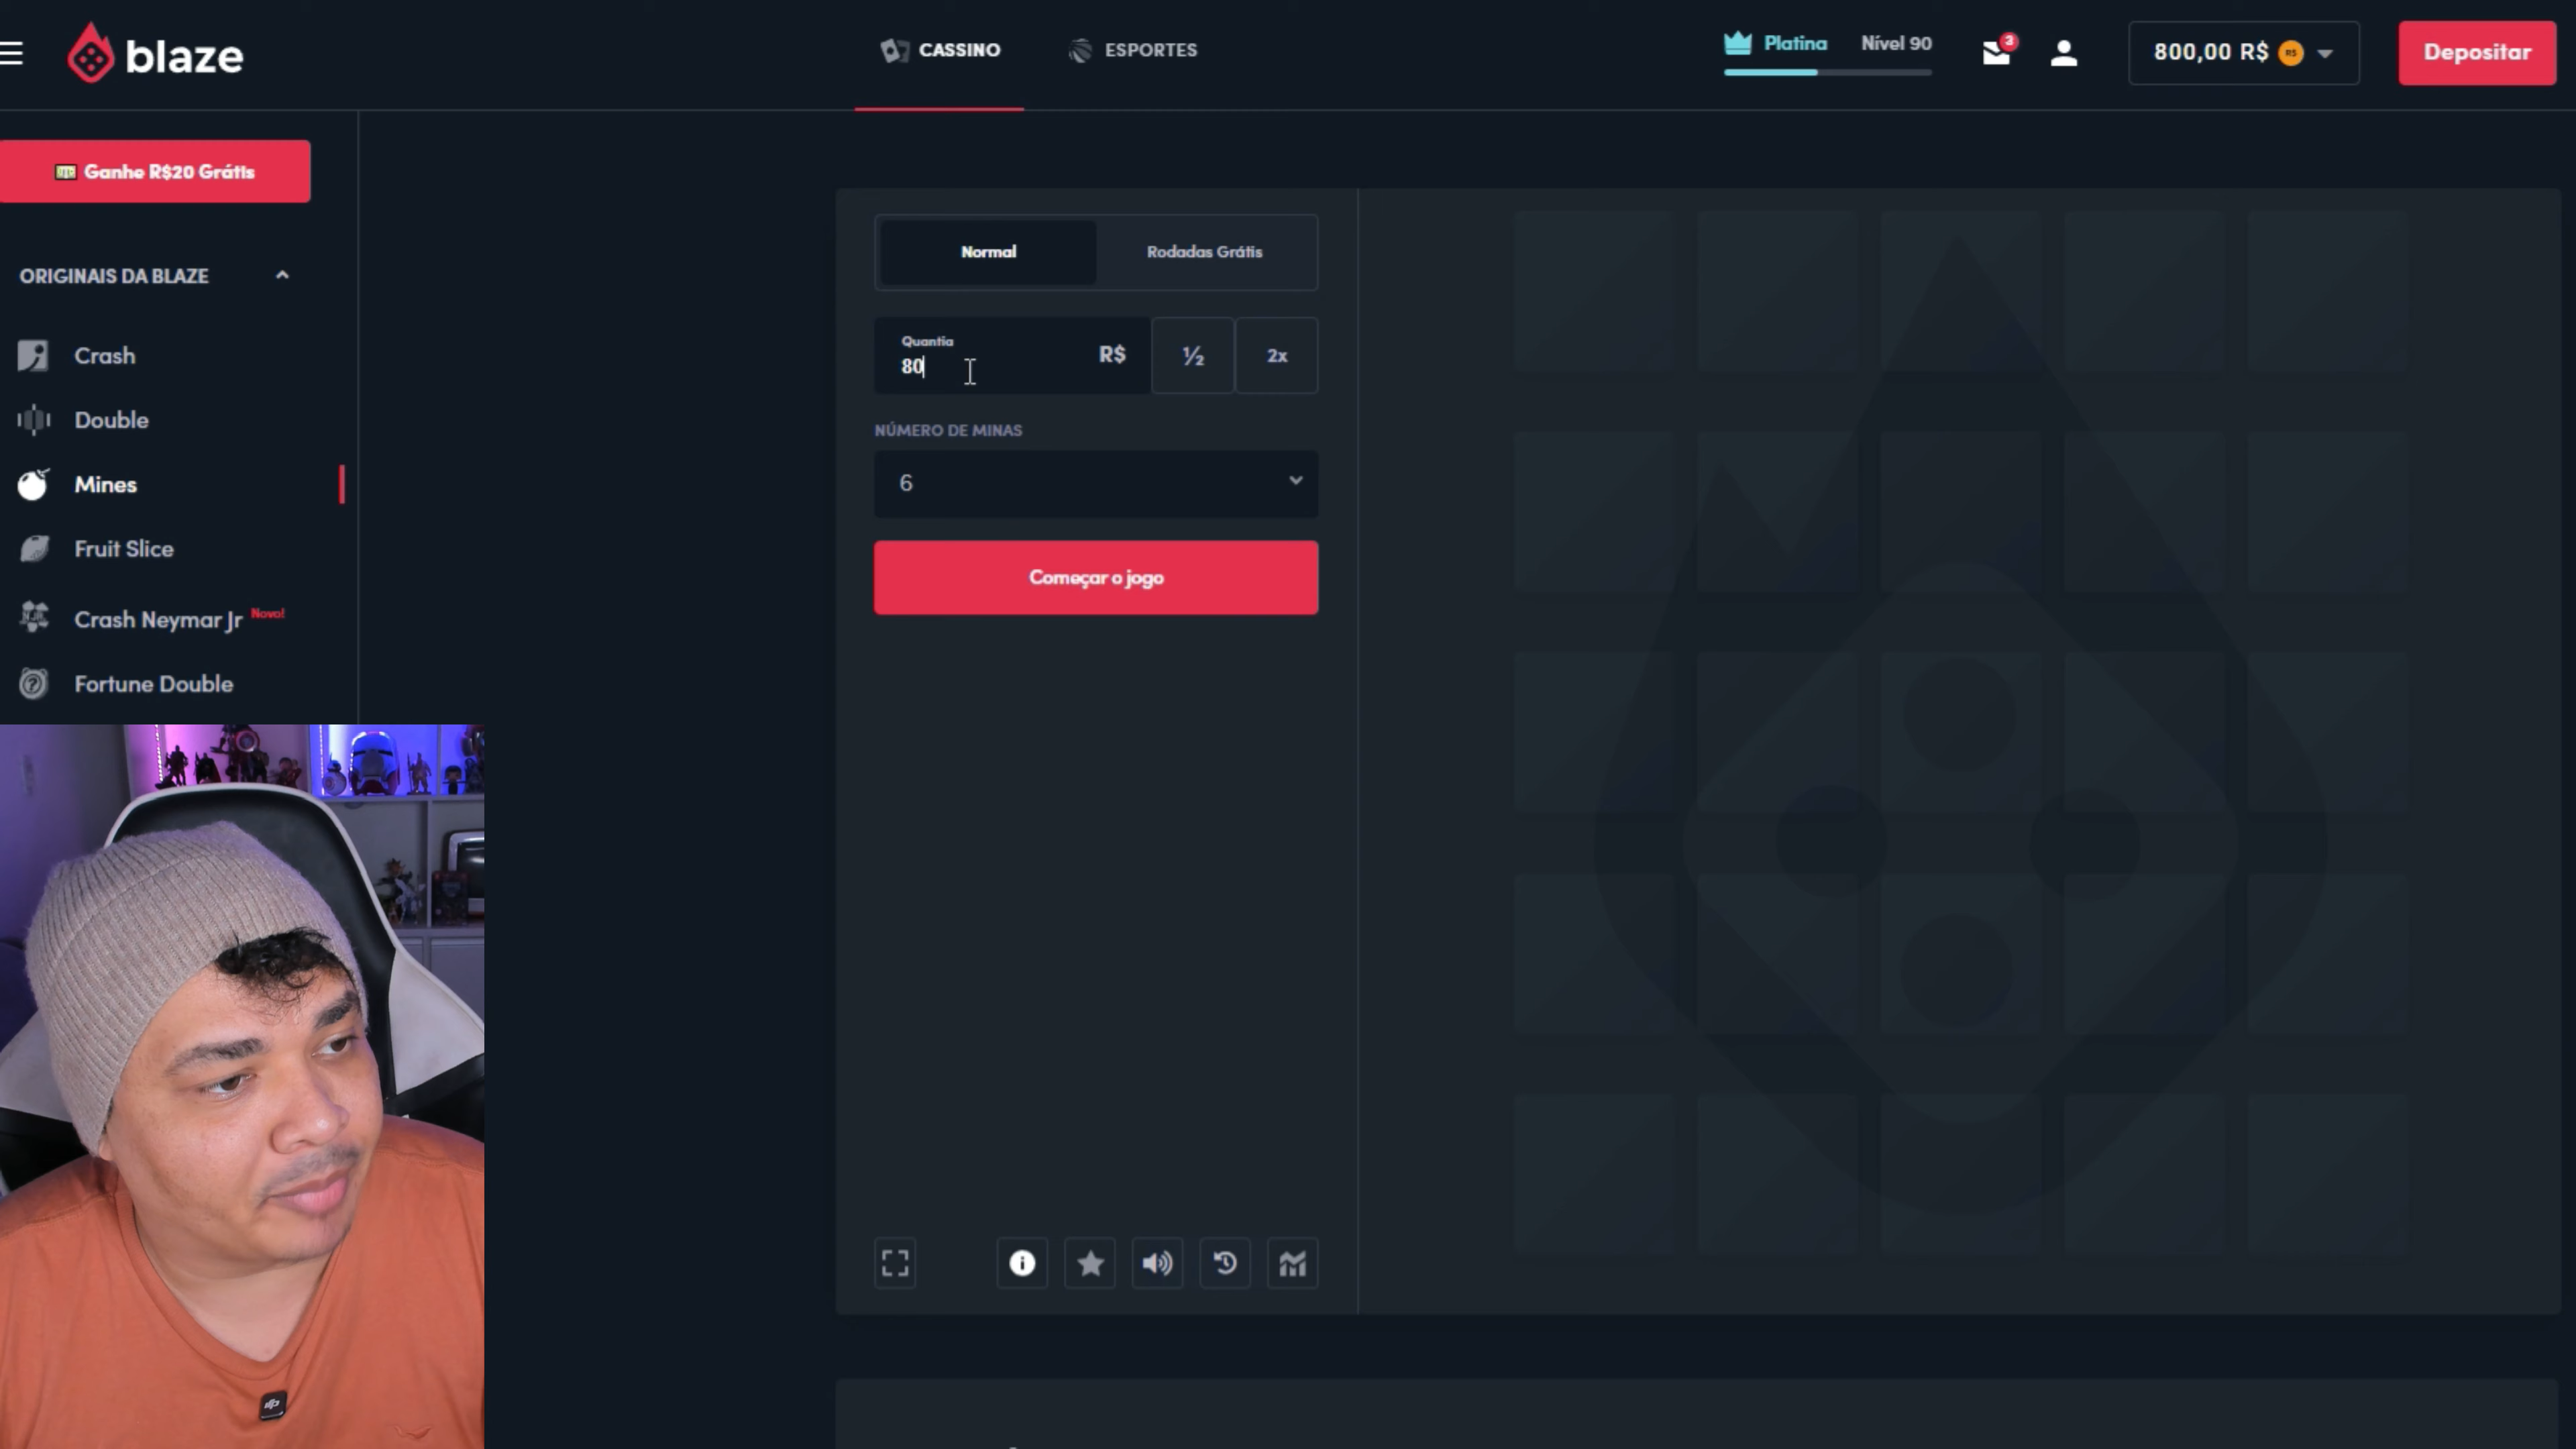 blaze
CASSINO
ESPORTES
Platina Nível 90
3
800,00 R$ R$
Depositar
Ganhe R$20 Grátis
ORIGINAIS DA BLAZE
Crash
Double
Mines
Fruit Slice
Crash Neymar Jr Novo!
Fortune Double
Normal
Rodadas Grátis
Quantia
80
R$
½
2x
NÚMERO DE MINAS
6
Começar o jogo